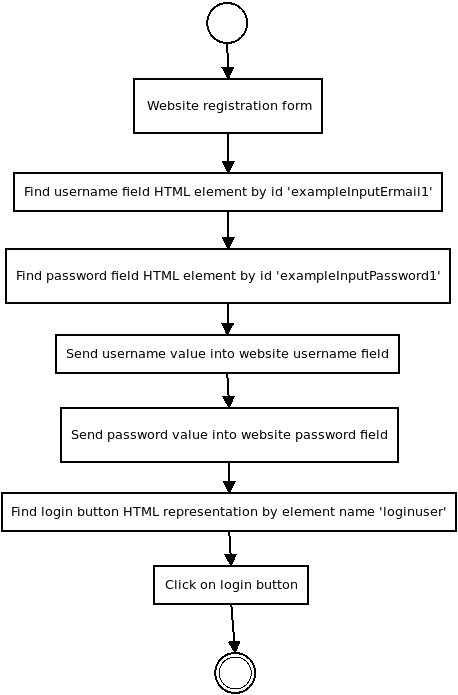 Website registration form
Find username field HTML element by id 'exampleInputErmail1'
Find password field HTML element by id 'exampleInputPassword1'
Send username value into website username field
Send password value into website password field
Find login button HTML representation by element name 'loginuser'
Click on login button